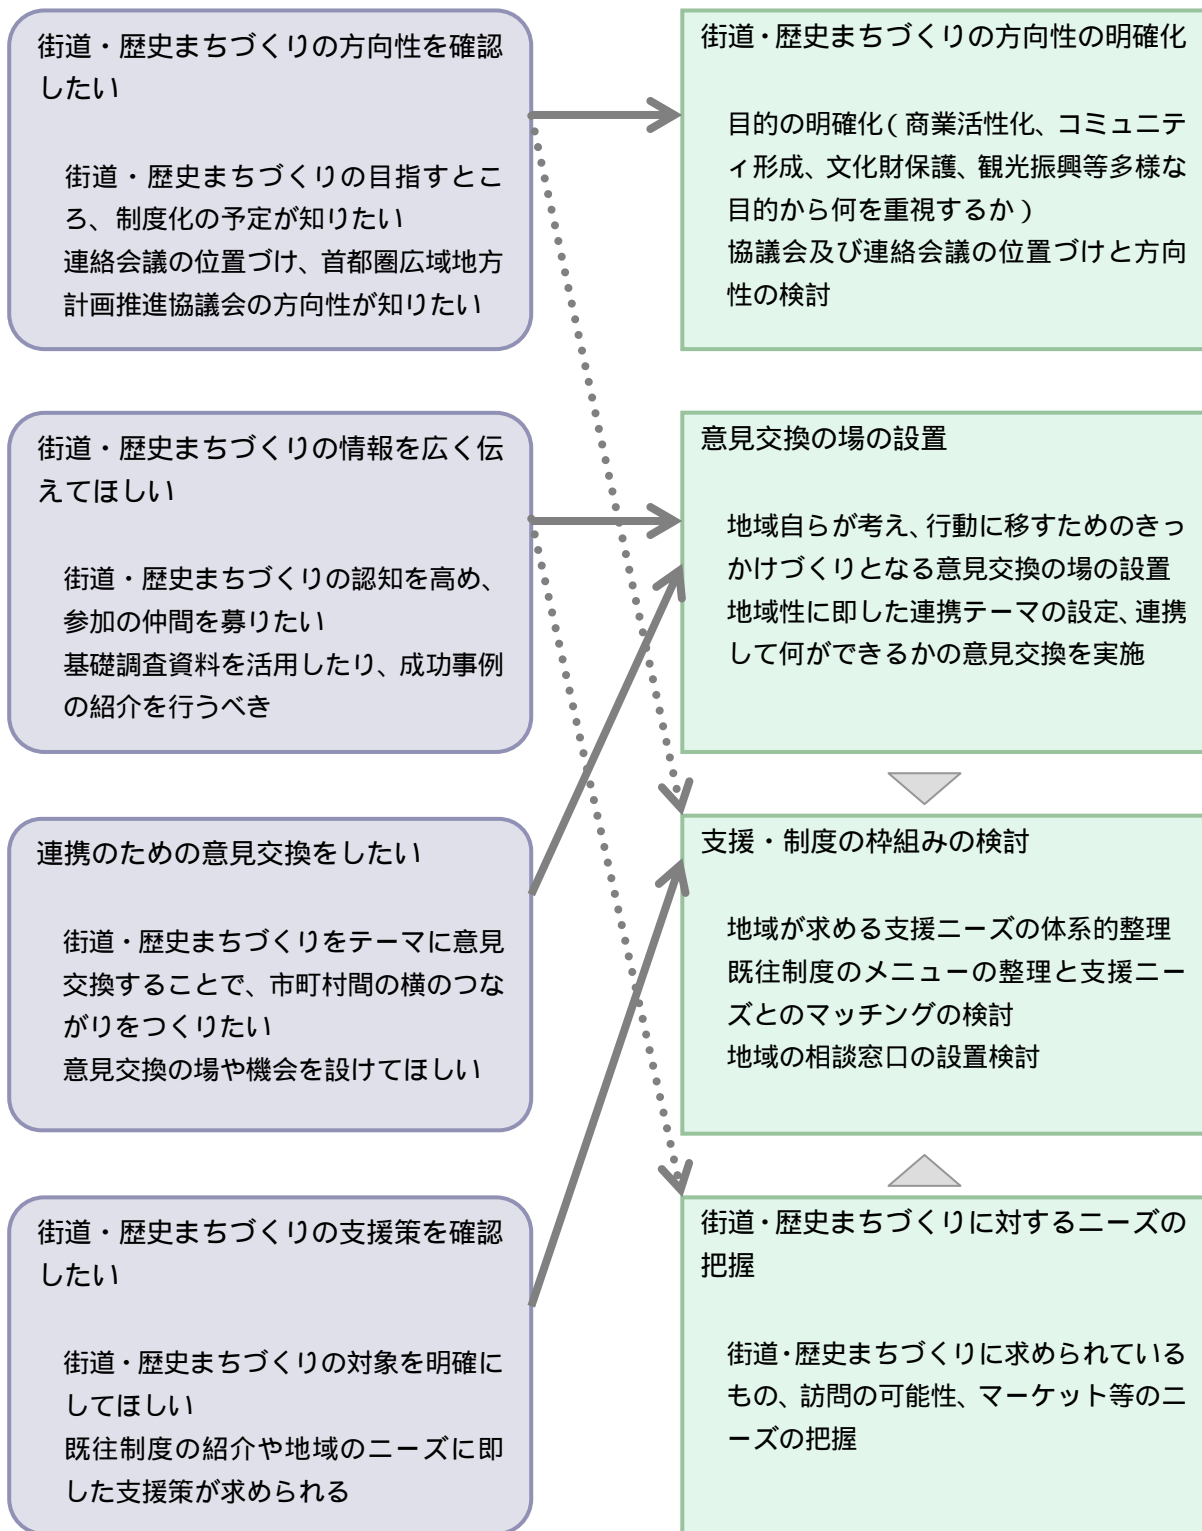 街道・歴史まちづくりの方向性を確認
したい
街道・歴史まちづくりの目指すとこ
ろ、制度化の予定が知りたい
連絡会議の位置づけ、首都圏広域地方
計画推進協議会の方向性が知りたい
街道・歴史まちづくりの方向性の明確化
目的の明確化(商業活性化、コミュニテ
ィ形成、文化財保護、観光振興等多様な
目的から何を重視するか)
協議会及び連絡会議の位置づけと方向
性の検討
街道・歴史まちづくりの情報を広く伝
えてほしい
街道・歴史まちづくりの認知を高め、
参加の仲間を募りたい
基礎調査資料を活用したり、成功事例
の紹介を行うべき
意見交換の場の設置
地域自らが考え、行動に移すためのきっ
かけづくりとなる意見交換の場の設置
地域性に即した連携テーマの設定、連携
して何ができるかの意見交換を実施
連携のための意見交換をしたい
街道・歴史まちづくりをテーマに意見
交換することで、市町村間の横のつな
がりをつくりたい
意見交換の場や機会を設けてほしい
支援・制度の枠組みの検討
地域が求める支援ニーズの体系的整理
既往制度のメニューの整理と支援ニー
ズとのマッチングの検討
地域の相談窓口の設置検討
街道・歴史まちづくりの支援策を確認
したい
街道・歴史まちづくりの対象を明確に
してほしい
既往制度の紹介や地域のニーズに即
した支援策が求められる
街道・歴史まちづくりに対するニーズの
把握
街道・歴史まちづくりに求められている
もの、訪問の可能性、マーケット等のニ
ーズの把握